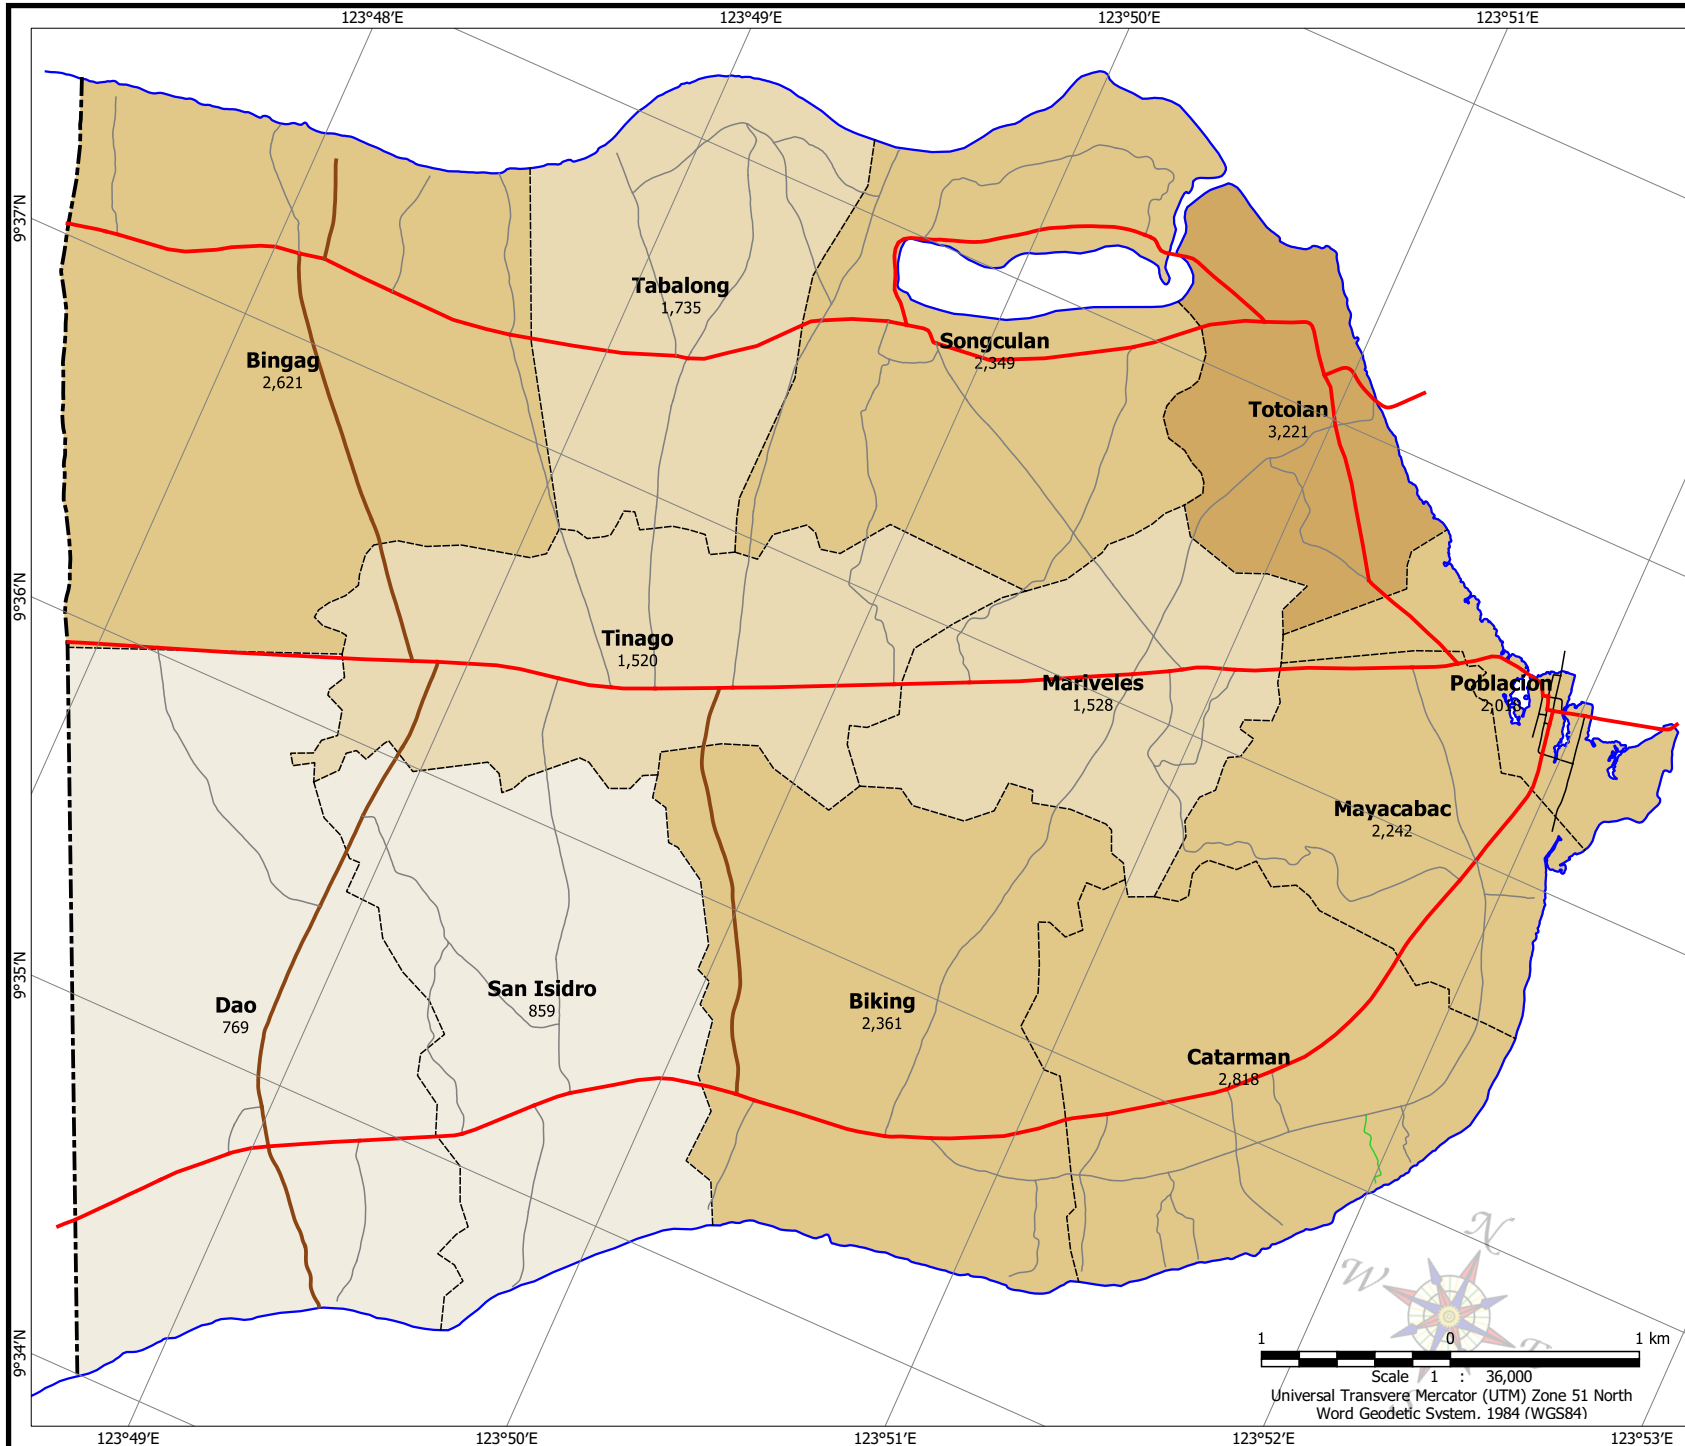 123°48′E 123°49′E 123°50′E 123°51′E
9°37′N
Tabalong
1,735
Songculan
2,349
Bingag
2,621
Totolan
3,221
9°36′N
Tinago
1,520
Mariveles
1,528
Poblacion
Mayacabac
2,242
9°35′N
San Isidro
859
Dao
769
Biking
2,361
Catarman
2,818
N
W
E
9°34′N
1 0 1 km
Scale 1 : 36,000
Universal Transvere Mercator (UTM) Zone 51 North
Word Geodetic System, 1984 (WGS84)
123°49′E 123°50′E 123°51′E 123°52′E 123°53′E